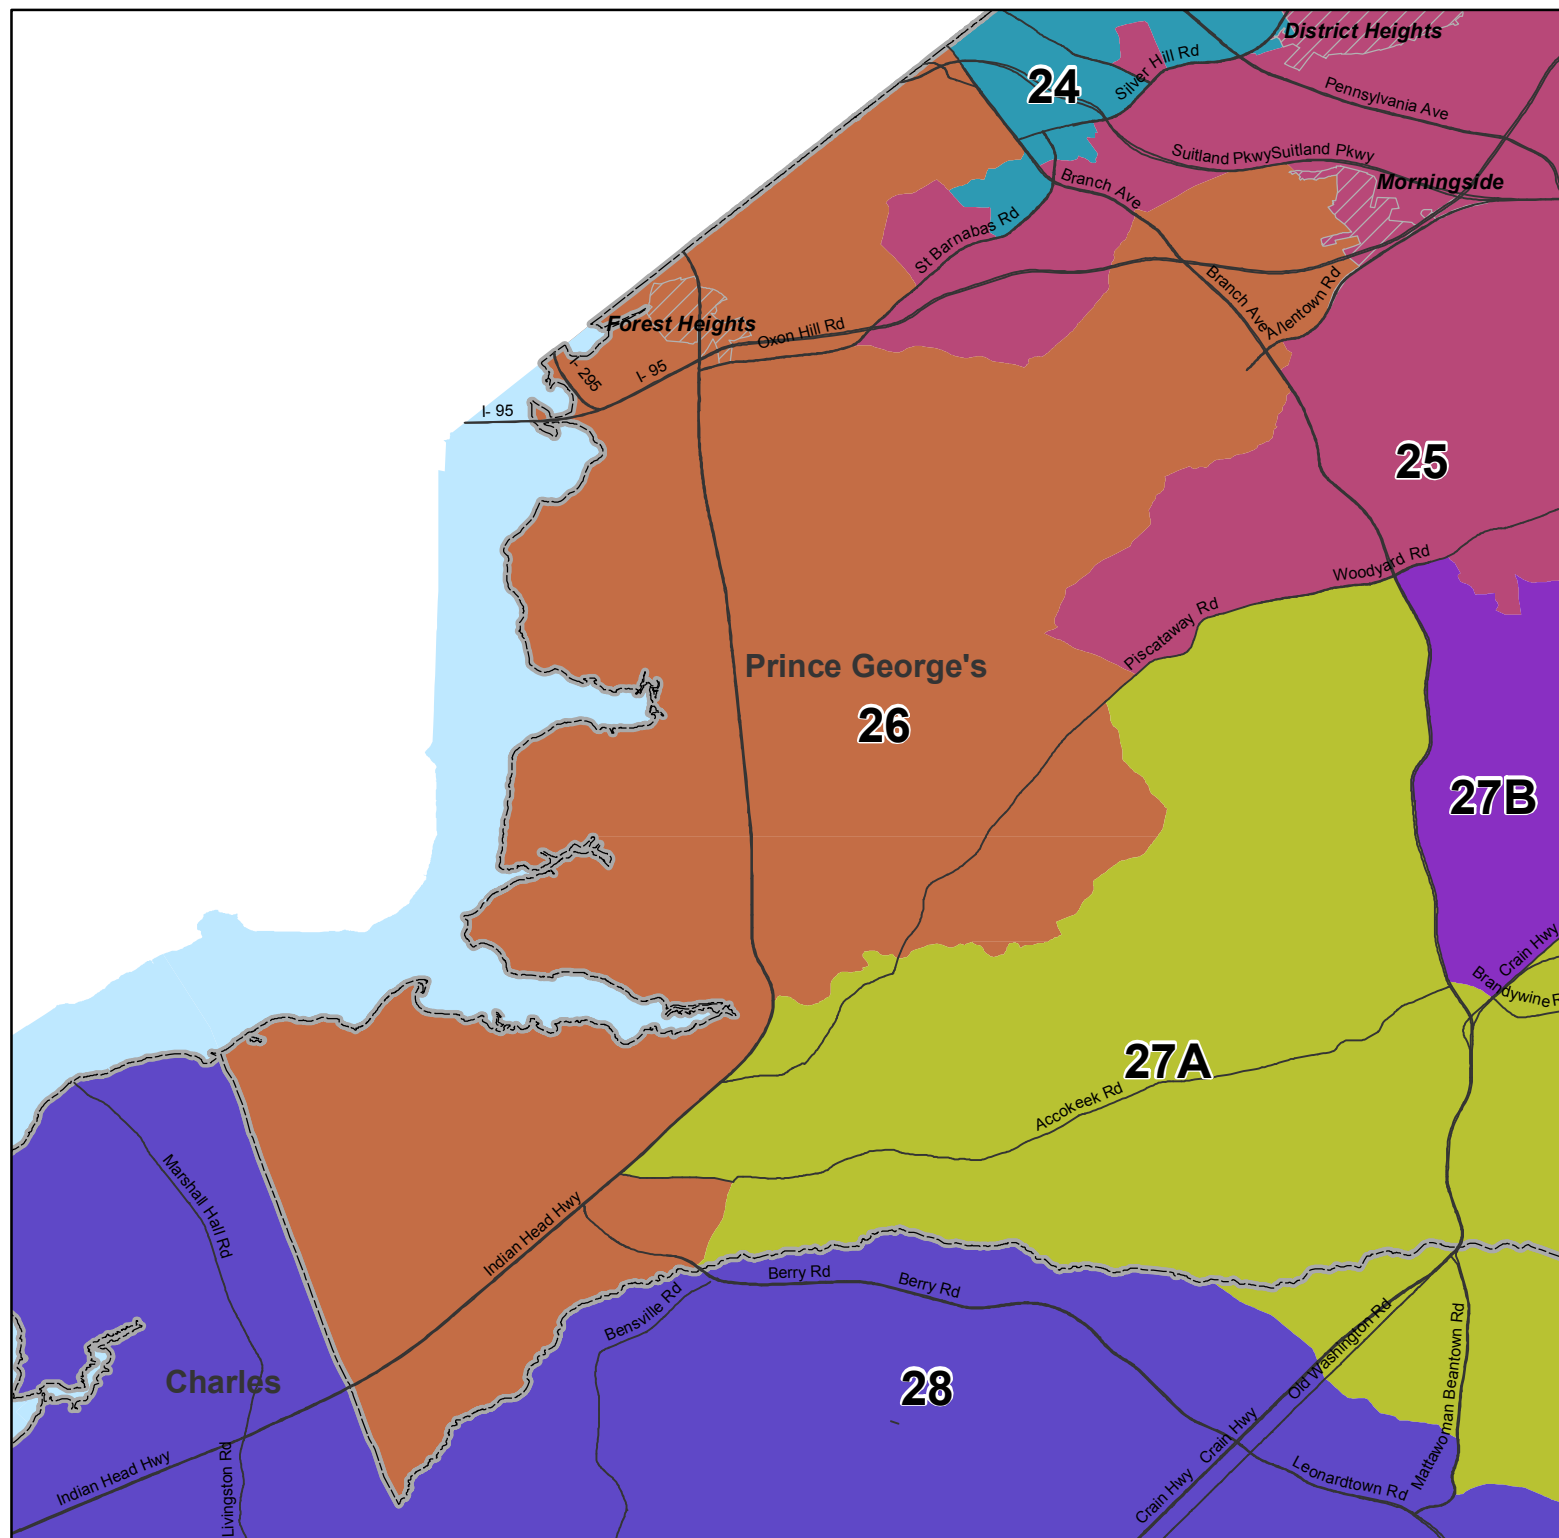 District Heights
24
Silver Hill Rd
Pennsylvania Ave
Suitland Pkwy
Suitland Pkwy
Morningside
Branch Ave
St Barnabas Rd
Branch Ave
Allentown Rd
Forest Heights
Oxon Hill Rd
I- 295
I- 95
I- 95
25
Woodyard Rd
Piscataway Rd
Prince George's
26
27B
Crain Hwy
Brandywine R
27A
Accokeek Rd
Marshall Hall Rd
Indian Head Hwy
Berry Rd
Berry Rd
Bensville Rd
Old Washington Rd
Mattawoman Beantown Rd
Charles
28
Crain Hwy
Indian Head Hwy
Livingston Rd
Crain Hwy
Leonardtown Rd